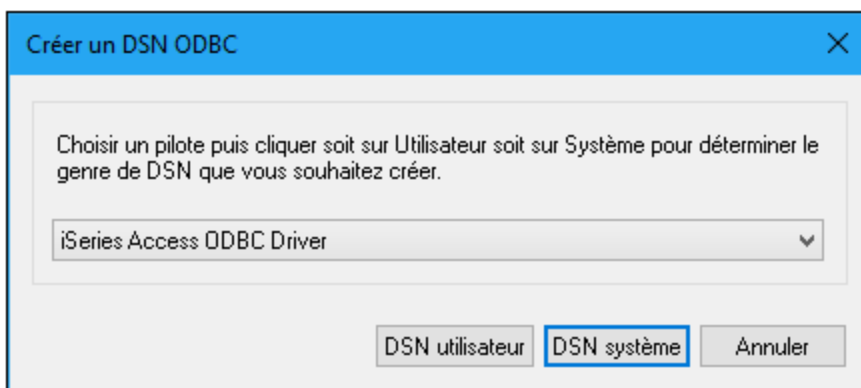 Créer un DSN ODBC
Choisir un pilote puis cliquer soit sur Utilisateur soit sur Système pour déterminer le
genre de DSN que vous souhaitez créer.
iSeries Access ODBC Driver
DSN utilisateur DSN système Annuler